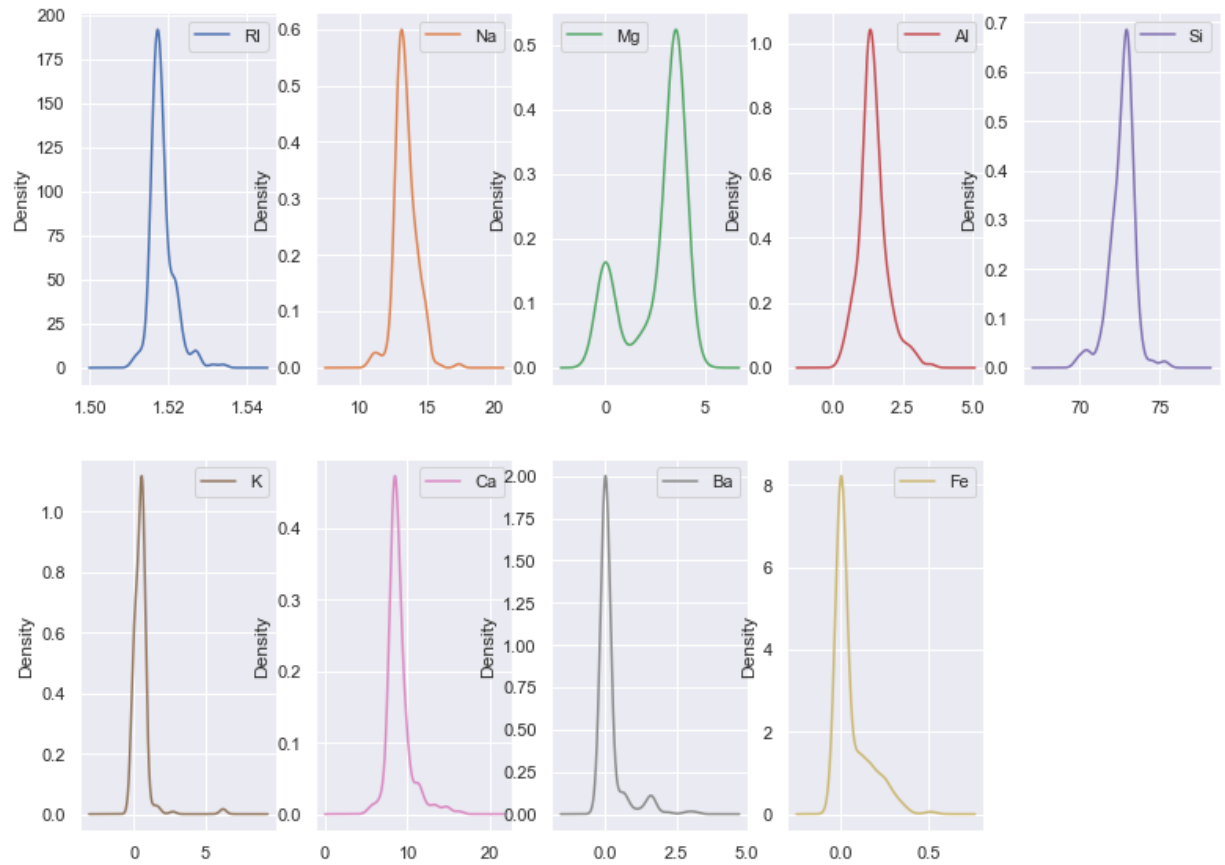 RI
200
175
150
125
100
75
50
25
0
1.50 1.52 1.54
Density
Na
0.6
0.5
0.4
0.3
0.2
0.1
0.0
10 15 20
Density
Mg
0.5
0.4
0.3
0.2
0.1
0.0
0 5
Density
Al
1.0
0.8
0.6
0.4
0.2
0.0
0.0 2.5 5.0
Density
Si
0.7
0.6
0.5
0.4
0.3
0.2
0.1
0.0
70 75
Density
K
1.0
0.8
0.6
0.4
0.2
0.0
0 5
Density
Ca
0.4
0.3
0.2
0.1
0.0
0 10 20
Density
Ba
2.00
1.75
1.50
1.25
1.00
0.75
0.50
0.25
0.00
0.0 2.5 5.0
Density
Fe
8
6
4
2
0
0.0 0.5
Density